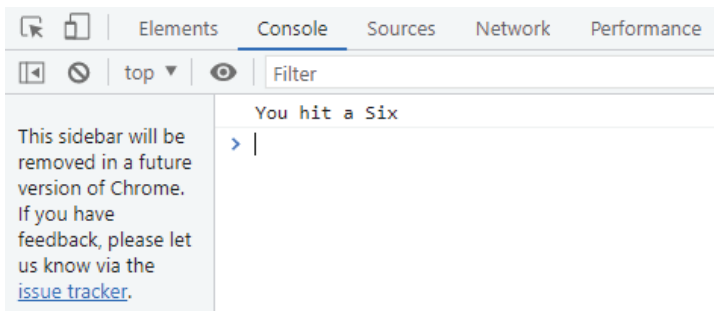 Elements Console Sources Network Performance
top ▼ Filter
You hit a Six
>
This sidebar will be
removed in a future
version of Chrome.
If you have
feedback, please let
us know via the
issue tracker.